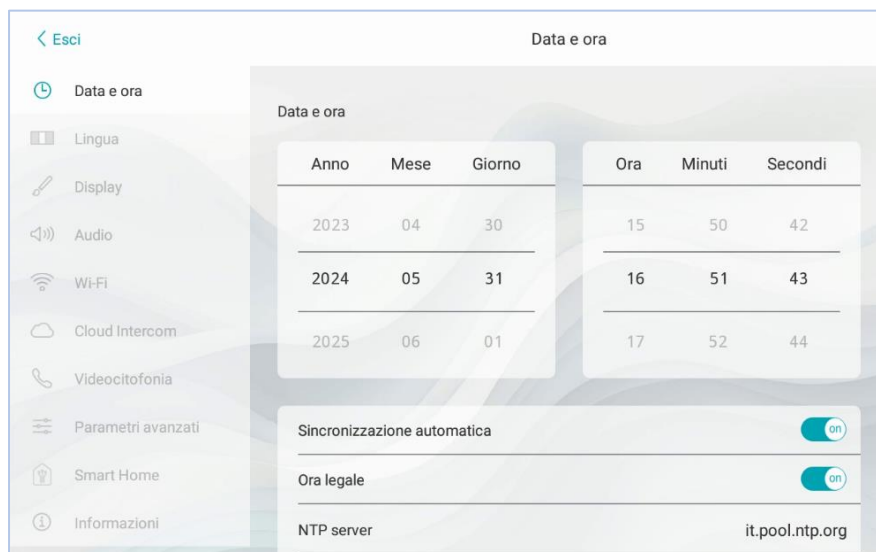 Esci
Data e ora
Data e ora
Lingua
Display
Audio
Wi-Fi
Cloud Intercom
Videocitofonia
Parametri avanzati
Smart Home
Informazioni
Data e ora
Anno Mese Giorno
2023 04 30
2024 05 31
2025 06 01
Ora Minuti Secondi
15 50 42
16 51 43
17 52 44
Sincronizzazione automatica on
Ora legale on
NTP server it.pool.ntp.org